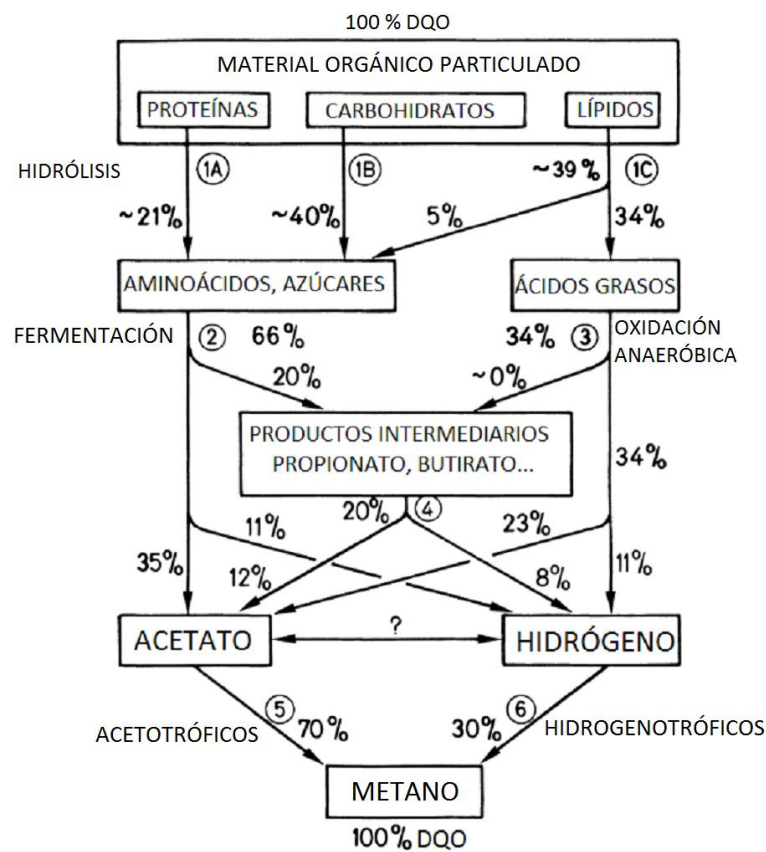 100 % DQO
MATERIAL ORGÁNICO PARTICULADO
PROTEÍNAS
CARBOHIDRATOS
LÍPIDOS
HIDRÓLISIS
1A
1B
~39%
1C
~21%
~40%
5%
34%
AMINOÁCIDOS, AZÚCARES
ÁCIDOS GRASOS
FERMENTACIÓN
2
66%
34%
3
OXIDACIÓN
ANAERÓBICA
20%
~0%
PRODUCTOS INTERMEDIARIOS
PROPIONATO, BUTIRATO...
34%
20%
4
11%
23%
35%
12%
8%
11%
ACETATO
?
HIDRÓGENO
5
6
ACETOTRÓFICOS
70%
30%
HIDROGENOTRÓFICOS
METANO
100% DQO